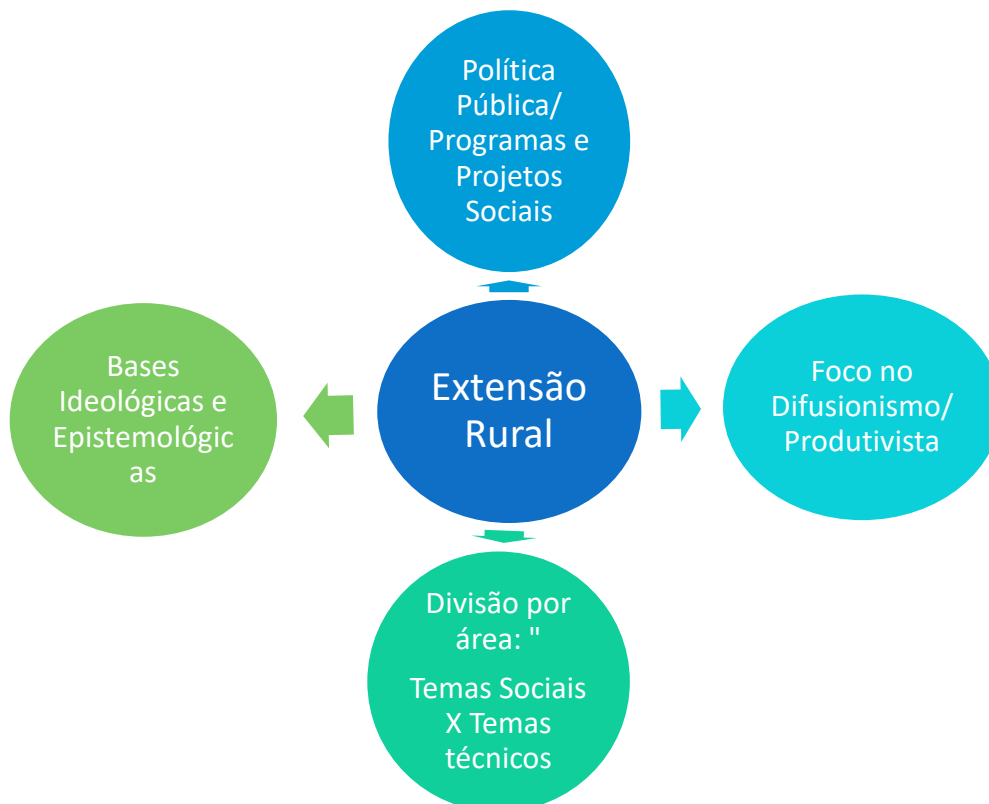 Política
Pública/
Programas e
Projetos
Sociais
Bases
Ideológicas e
Epistemológic
as
Extensão
Rural
Foco no
Difusionismo/
Produtivista
Divisão por
área: "
Temas Sociais
X Temas
técnicos